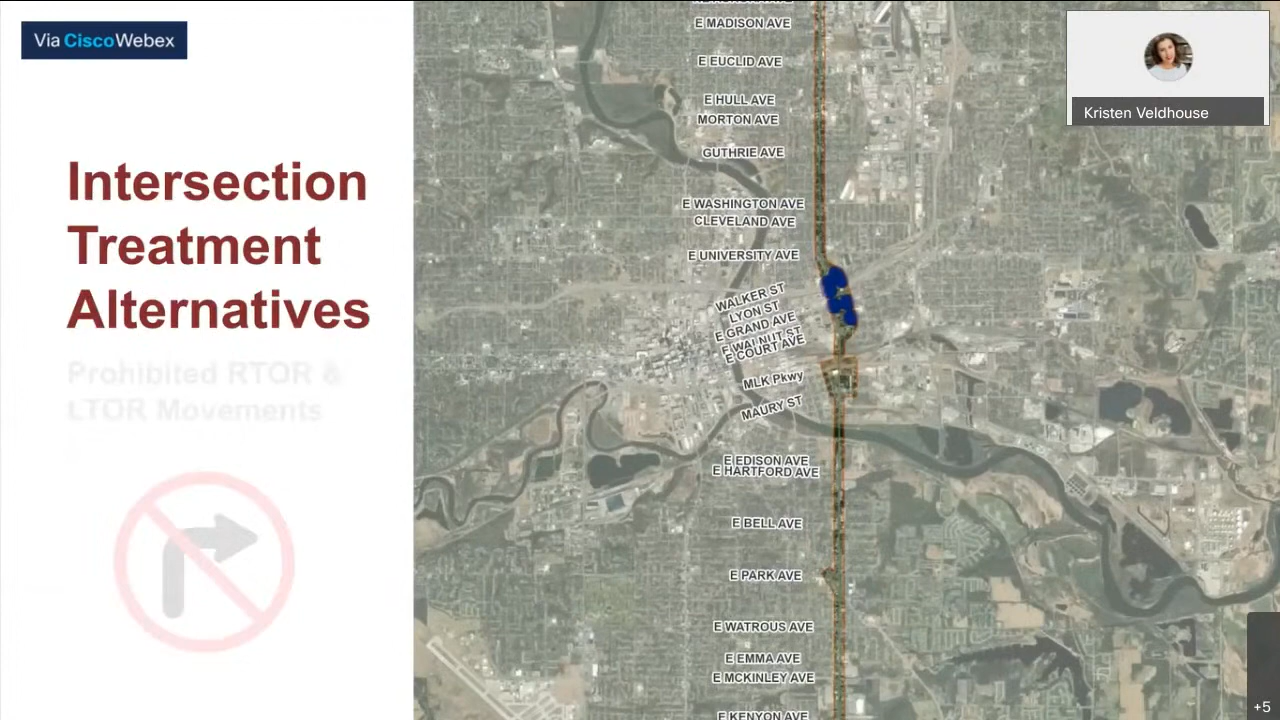 Via Cisco Webex
Intersection
Treatment
Alternatives
Prohibited RTOR &
LTOR Movements
E MADISON AVE
E EUCLID AVE
E HULL AVE
MORTON AVE
GUTHRIE AVE
E WASHINGTON AVE
CLEVELAND AVE
E UNIVERSITY AVE
WALKER ST
LYON ST
E GRAND AVE
E WALNUT ST
E COURT AVE
MLK Pkwy
MAURY ST
E EDISON AVE
E HARTFORD AVE
E BELL AVE
E PARK AVE
E WATROUS AVE
E EMMA AVE
E MCKINLEY AVE
E KENYON AVE
Kristen Veldhouse
+5